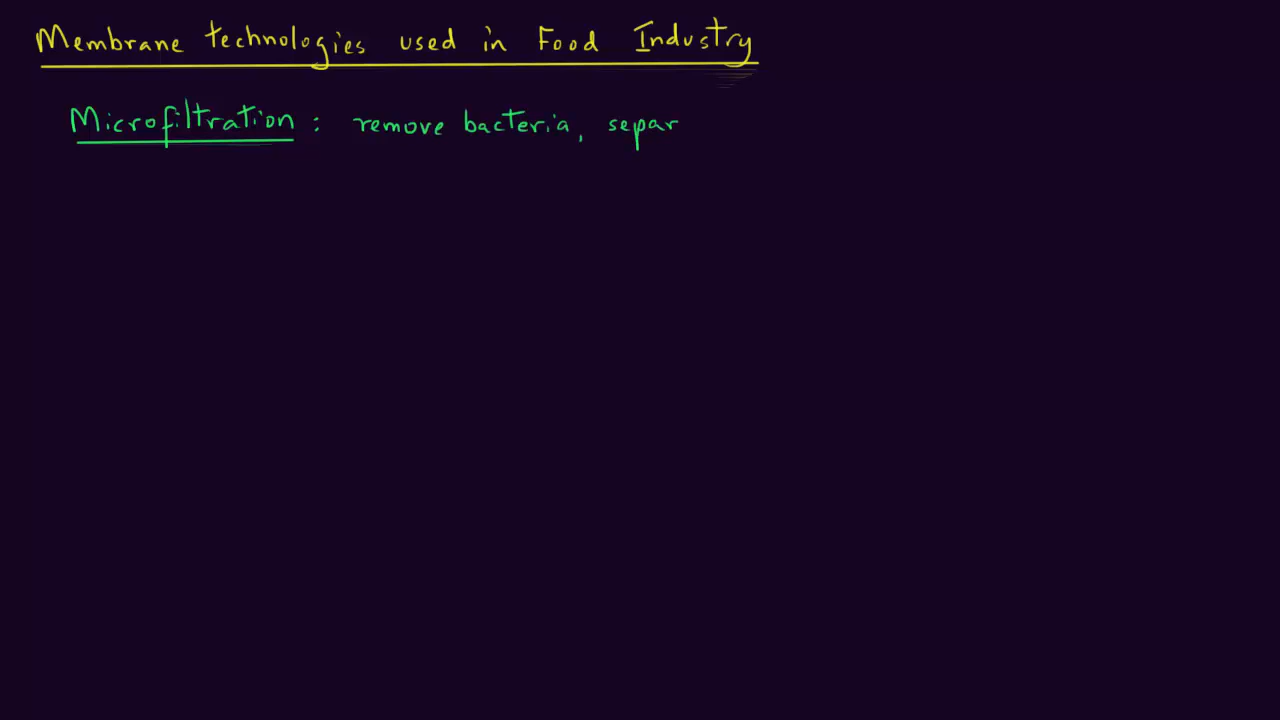 Membrane technologies used in Food Industry
Microfiltration : remove bacteria, separ